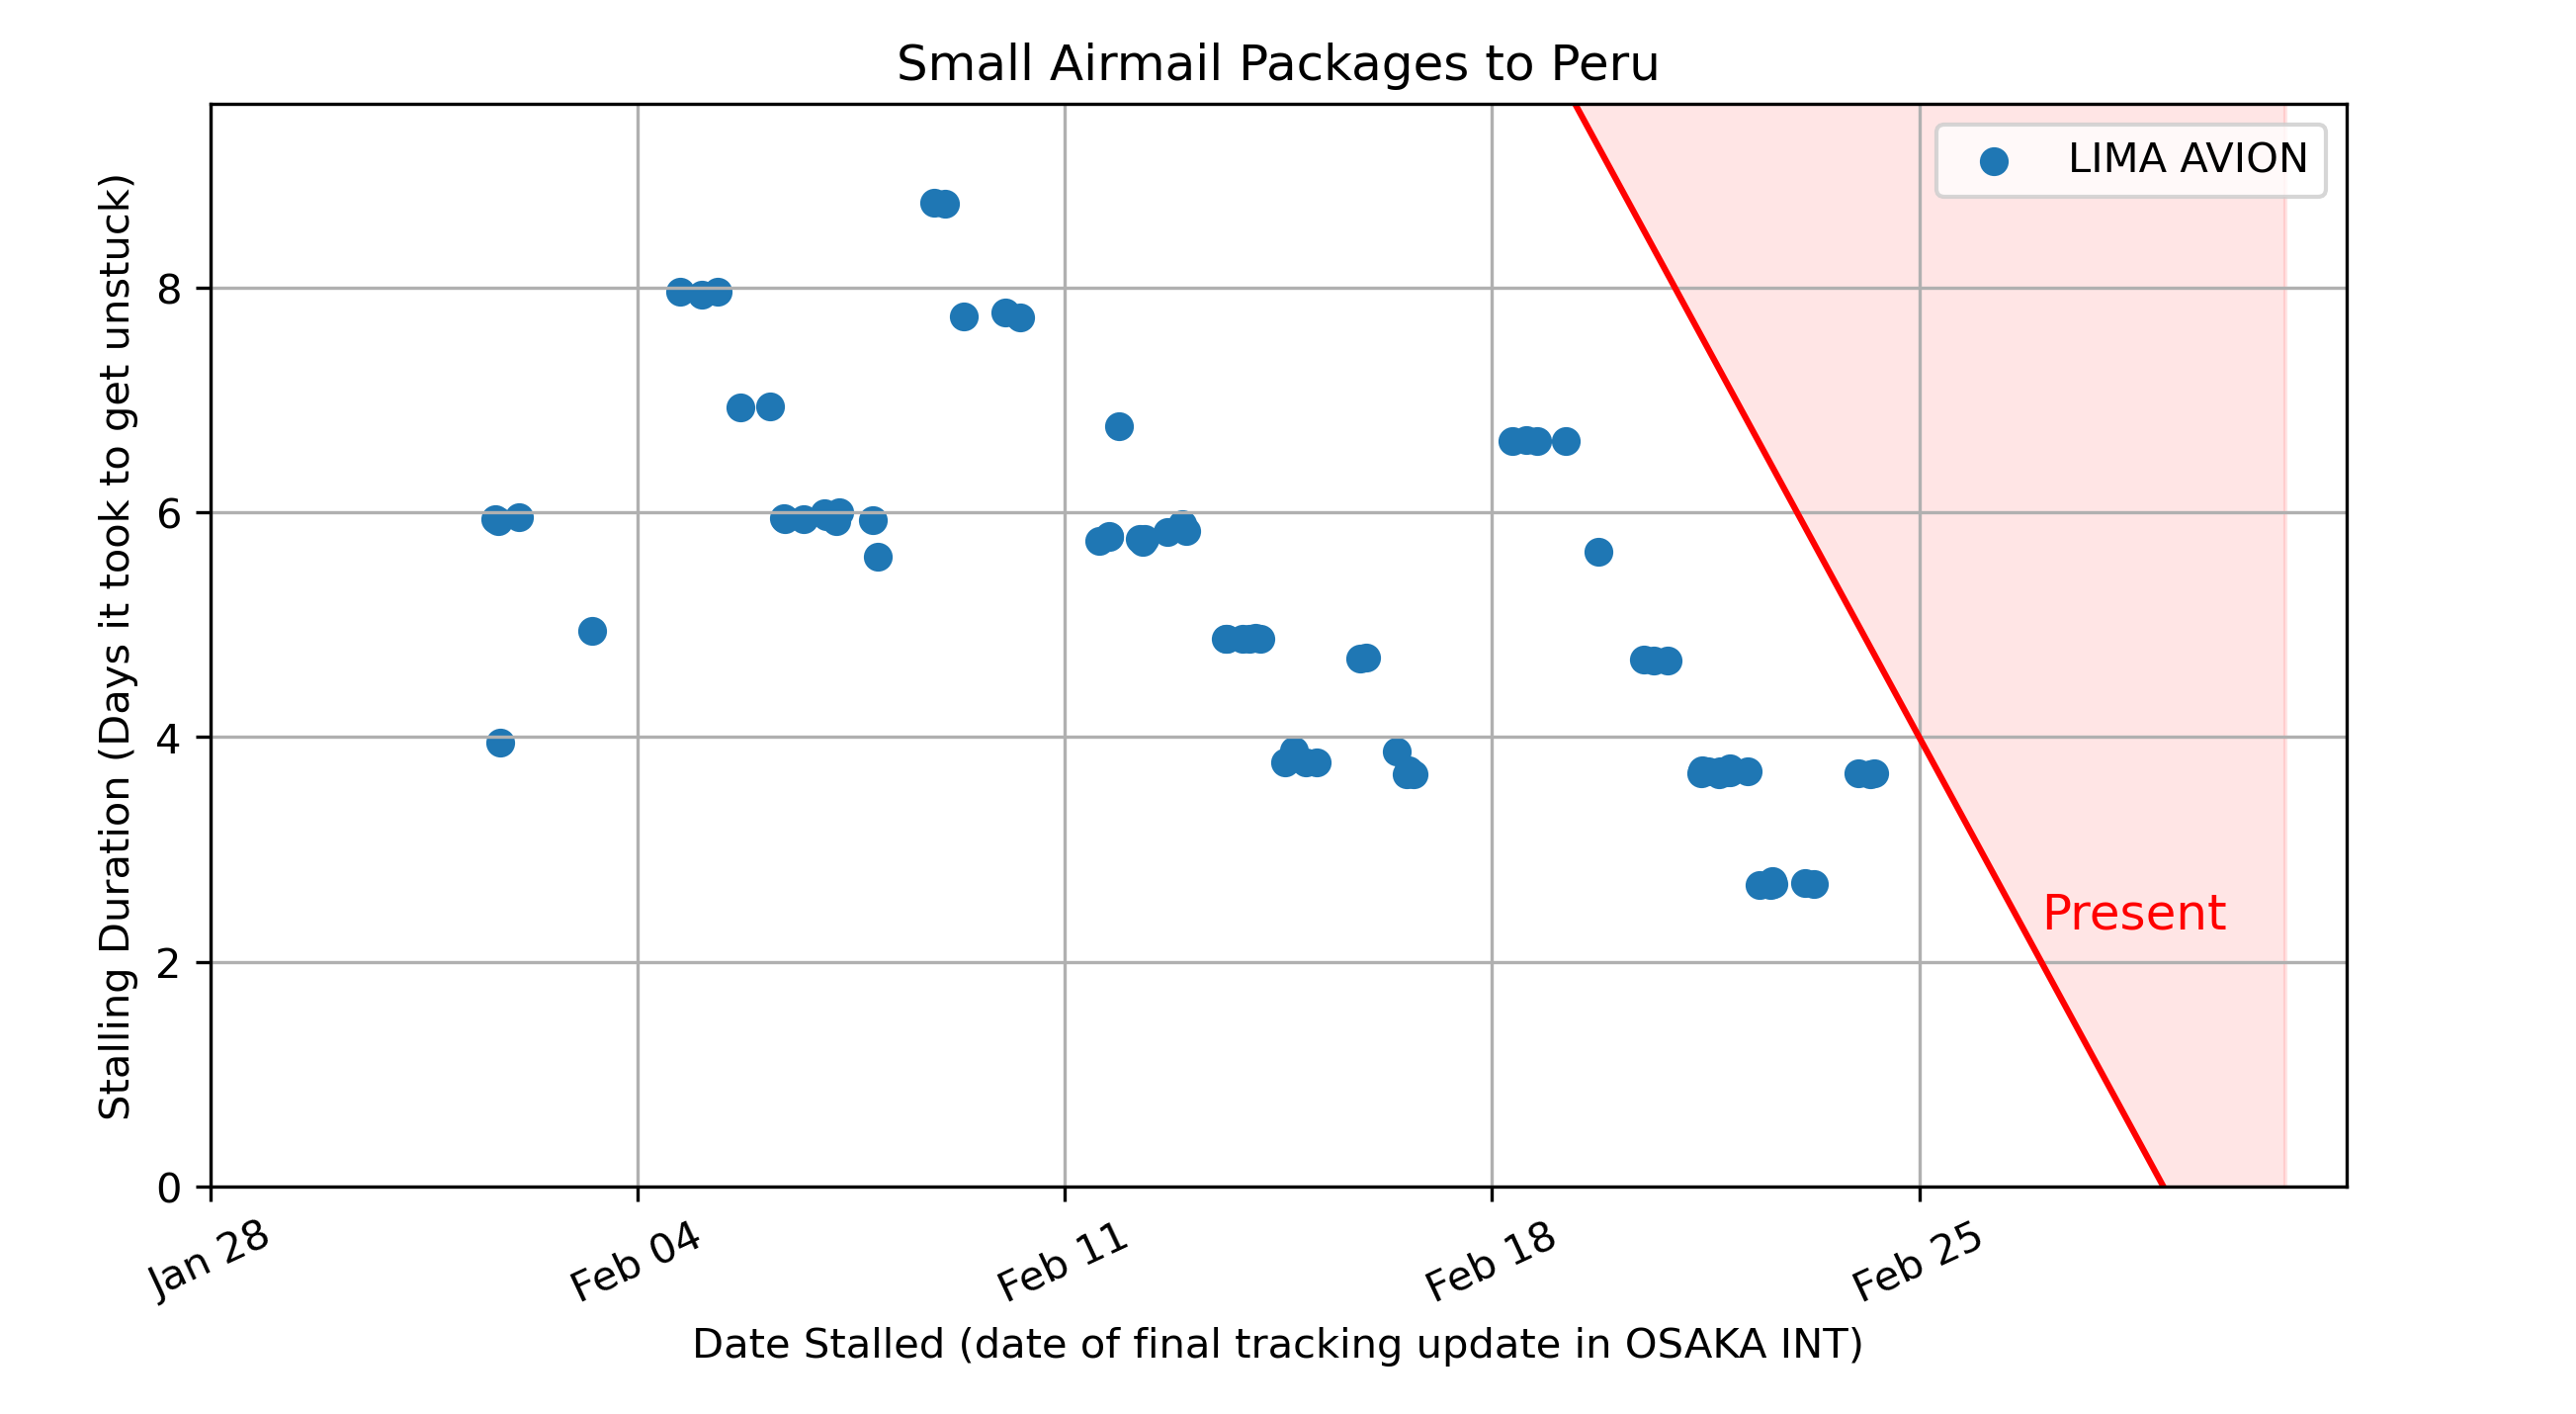 Small Airmail Packages to Peru
LIMA AVION
Stalling Duration (Days it took to get unstuck)
8
6
4
2
0
Present
Jan 28
Feb 04
Feb 11
Feb 18
Feb 25
Date Stalled (date of final tracking update in OSAKA INT)